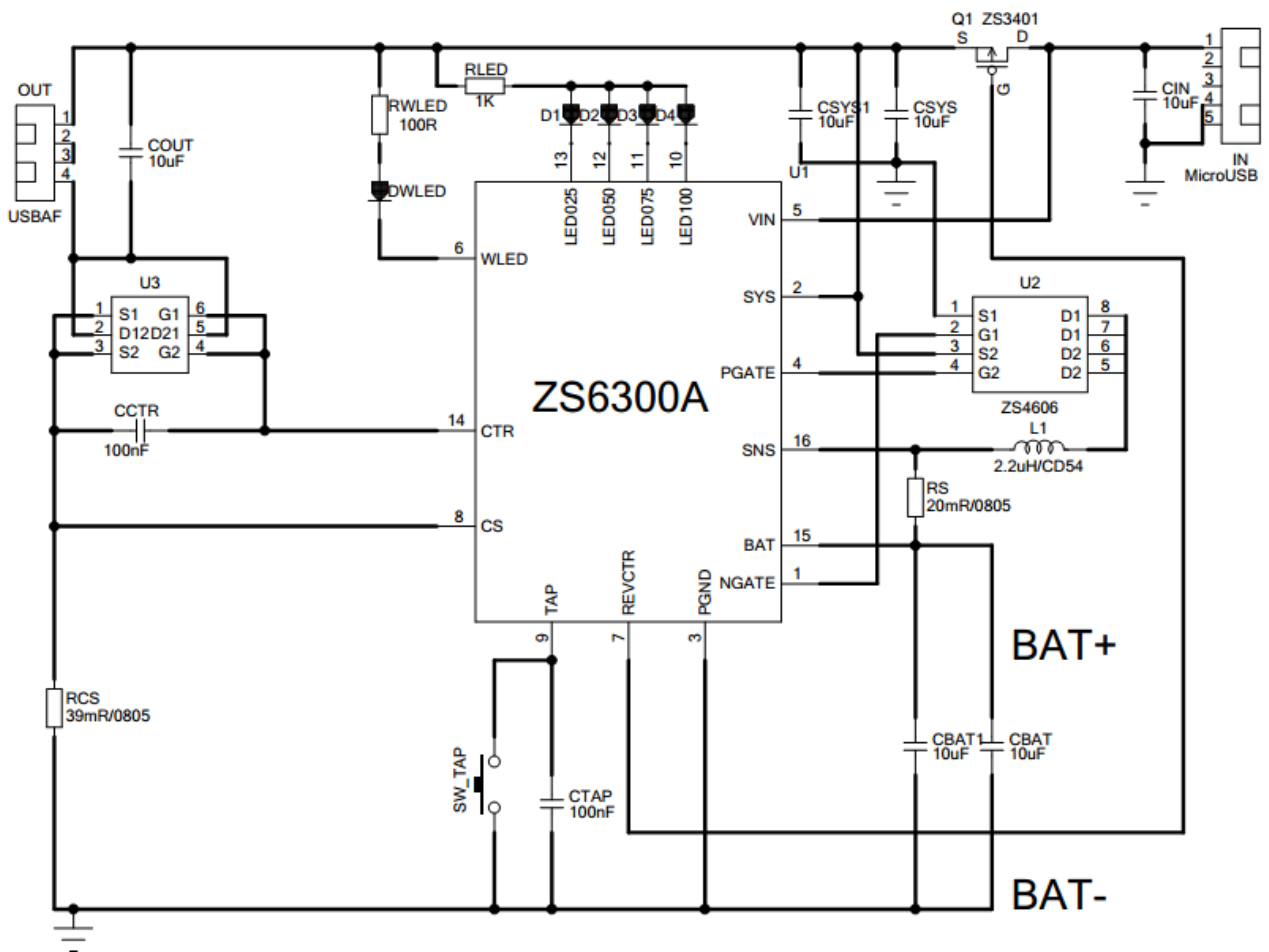 Q1 ZS3401
S D
G
1
2
3
4
5
IN
MicroUSB
CIN
10uF
OUT
1
2
3
4
USBAF
COUT
10uF
RWLED
100R
DWLED
RLED
1K
D1 D2 D3 D4
13 12 11 10
LED025 LED050 LED075 LED100
CSYS1
10uF
CSYS
10uF
U1
ZS6300A
6 WLED
14 CTR
8 CS
VIN 5
SYS 2
PGATE 4
SNS 16
BAT 15
NGATE 1
TAP REVCTR PGND
9 7 3
U3
1 S1 G1 6
2 D12 D21 5
3 S2 G2 4
CCTR
100nF
RCS
39mR/0805
U2
1 S1 D1 8
2 G1 D1 7
3 S2 D2 6
4 G2 D2 5
ZS4606
L1
2.2uH/CD54
RS
20mR/0805
BAT+
SW_TAP
CTAP
100nF
CBAT1
10uF
CBAT
10uF
BAT-